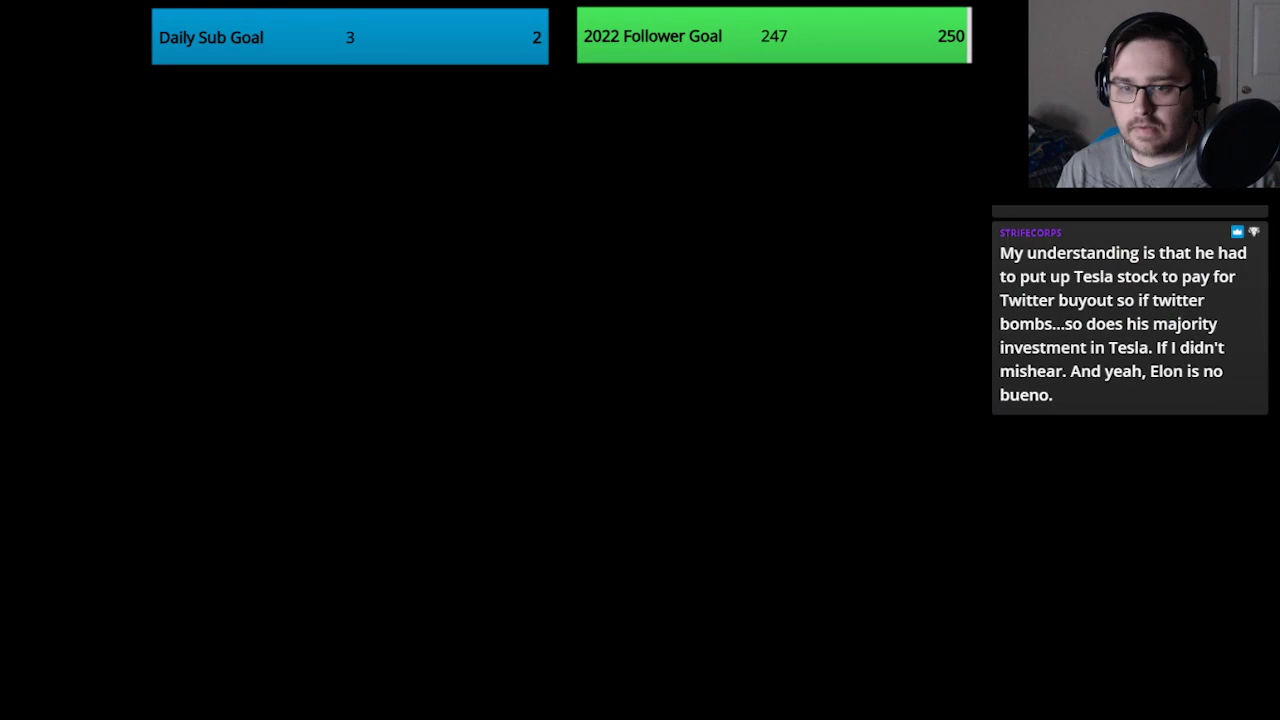 Daily Sub Goal 3 2
2022 Follower Goal 247 250
STRIFECORPS
My understanding is that he had
to put up Tesla stock to pay for
Twitter buyout so if twitter
bombs...so does his majority
investment in Tesla. If I didn't
mishear. And yeah, Elon is no
bueno.